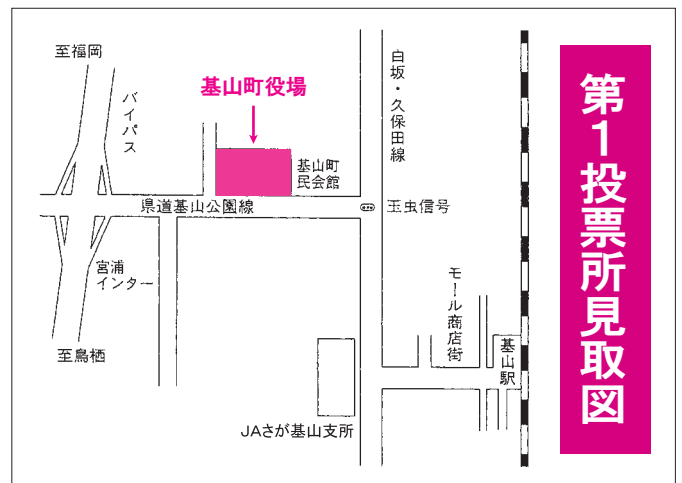 第1投票所見取図
至福岡
バイパス
基山町役場
白坂・久保田線
基山町
民会館
県道基山公園線
玉虫信号
宮浦
インター
モール商店街
基山駅
至鳥栖
JAさが基山支所